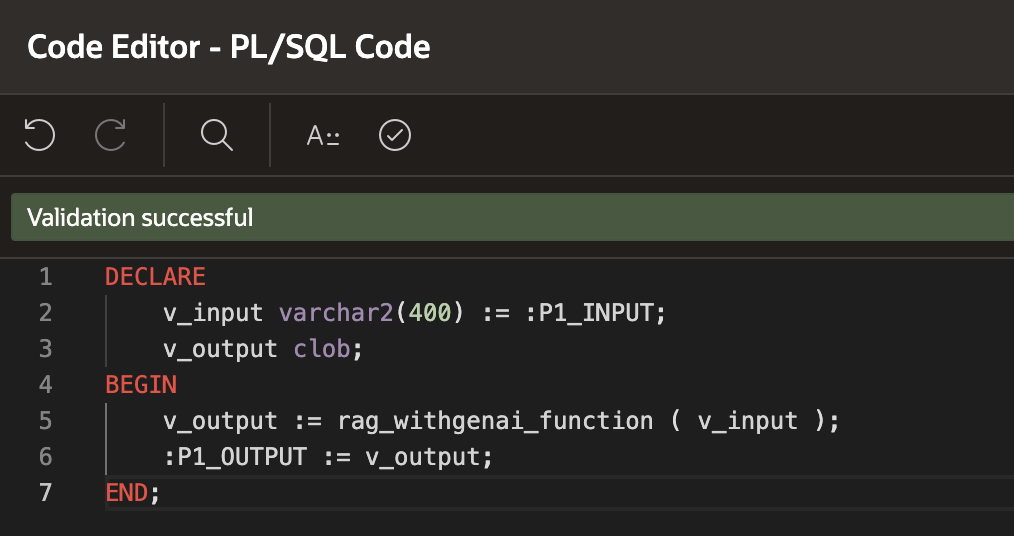 Code Editor - PL/SQL Code
A::
Validation successful
1 DECLARE
2 v_input varchar2(400) := :P1_INPUT;
3 v_output clob;
4 BEGIN
5 v_output := rag_withgenai_function ( v_input );
6 :P1_OUTPUT := v_output;
7 END;